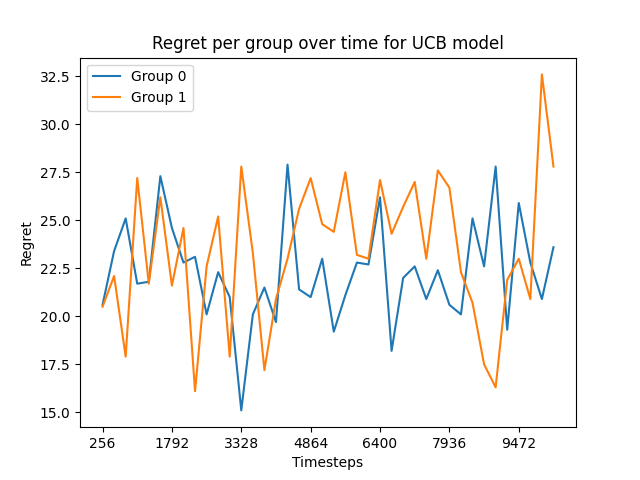 Regret per group over time for UCB model
Group 0
Group 1
32.5
30.0
27.5
25.0
22.5
20.0
17.5
15.0
Regret
256 1792 3328 4864 6400 7936 9472
Timesteps